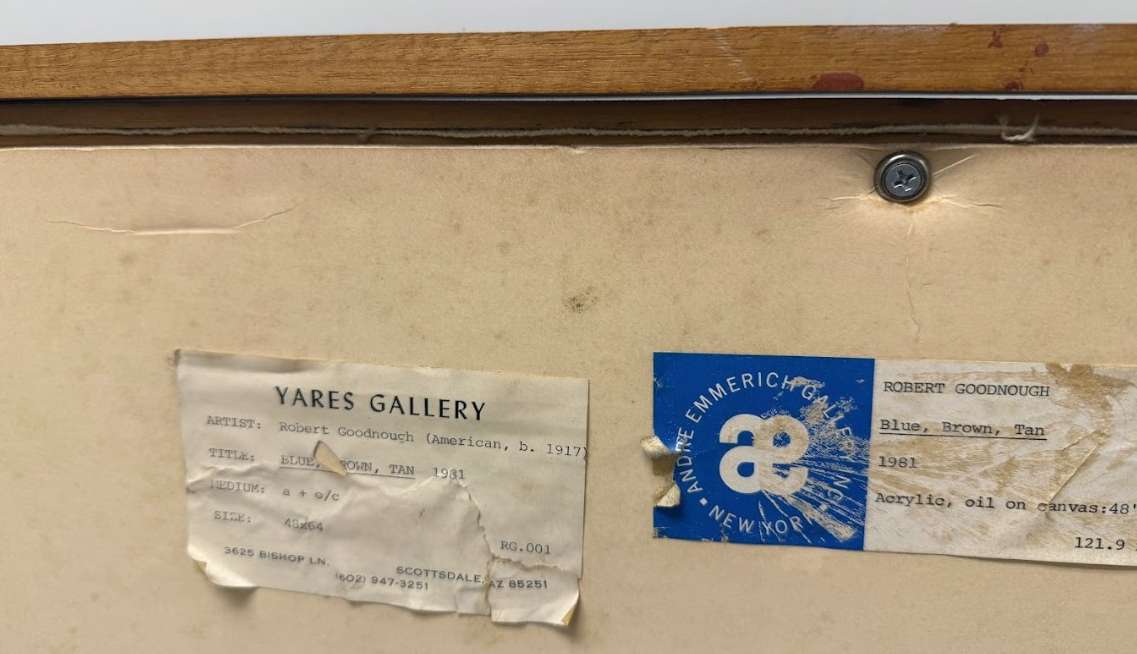 YARES GALLERY
ARTIST: Robert Goodnough (American, b. 1917)
TITLE: BLUE, BROWN, TAN 1981
MEDIUM: a + o/c
SIZE: 48x64
RG.001
3625 BISHOP LN. SCOTTSDALE, AZ 85251
(602) 947-3251
ANDRÉ EMMERICH GALLERY INC.
NEW YORK
æ
ROBERT GOODNOUGH
Blue, Brown, Tan
1981
Acrylic, oil on canvas:48"
121.9